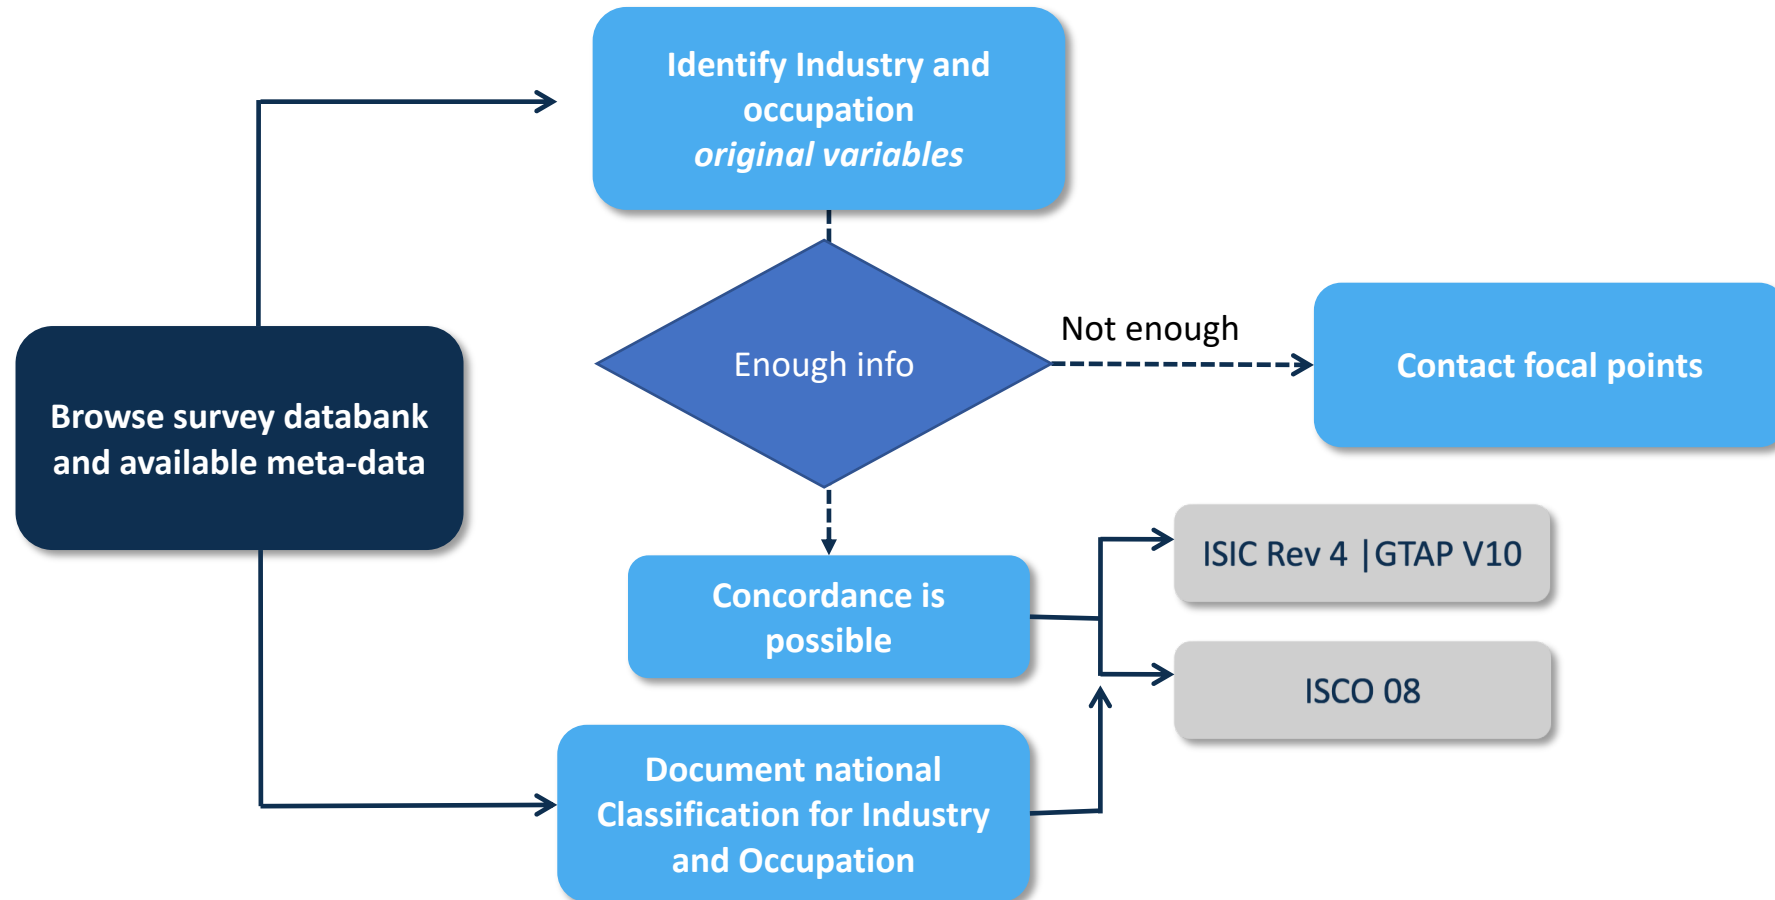 Identify Industry and
occupation
original variables
Enough info
Not enough
Contact focal points
Browse survey databank
and available meta-data
Concordance is
possible
ISIC Rev 4 |GTAP V10
ISCO 08
Document national
Classification for Industry
and Occupation